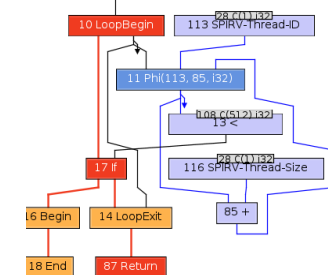 28 C(1) i32
10 LoopBegin
113 SPIRV-Thread-ID
11 Phi(113, 85, i32)
108 C(512) i32
13 <
28 C(1) i32
17 If
116 SPIRV-Thread-Size
16 Begin
14 LoopExit
85 +
18 End
87 Return